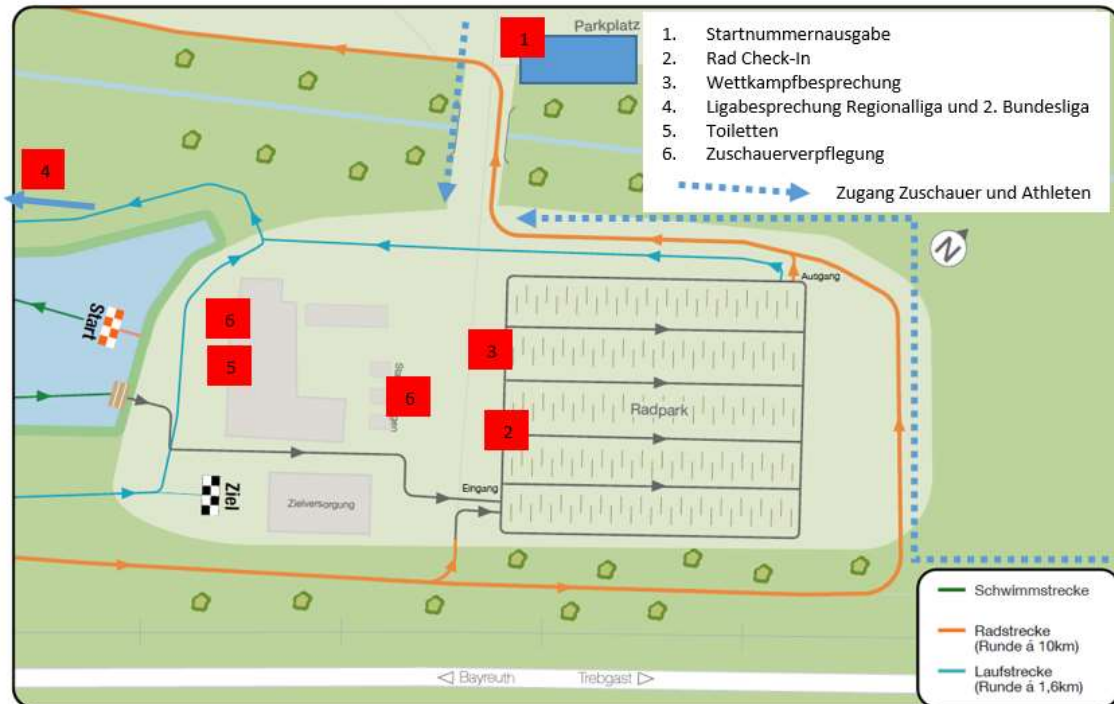 Parkplatz
1
1. Startnummernausgabe
2. Rad Check-In
3. Wettkampfbesprechung
4. Ligabesprechung Regionalliga und 2. Bundesliga
5. Toiletten
6. Zuschauerverpflegung
Zugang Zuschauer und Athleten
4
N
Ausgang
Start
6
3
5
6
Radpark
2
Ziel
Eingang
Zielversorgung
Schwimmstrecke
Radstrecke
(Runde á 10km)
Laufstrecke
(Runde á 1,6km)
Bayreuth
Trebgast